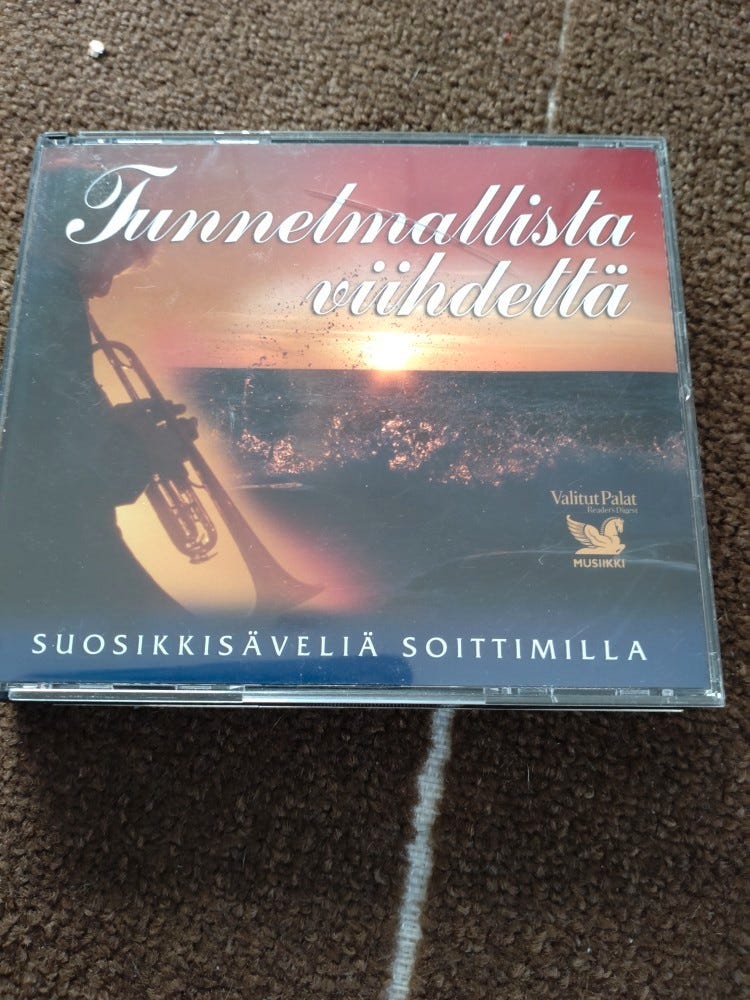 Tunnelmallista
viihdettä
Valitut Palat
Reader's Digest
MUSIIKKI
SUOSIKKISÄVELIÄ SOITTIMILLA